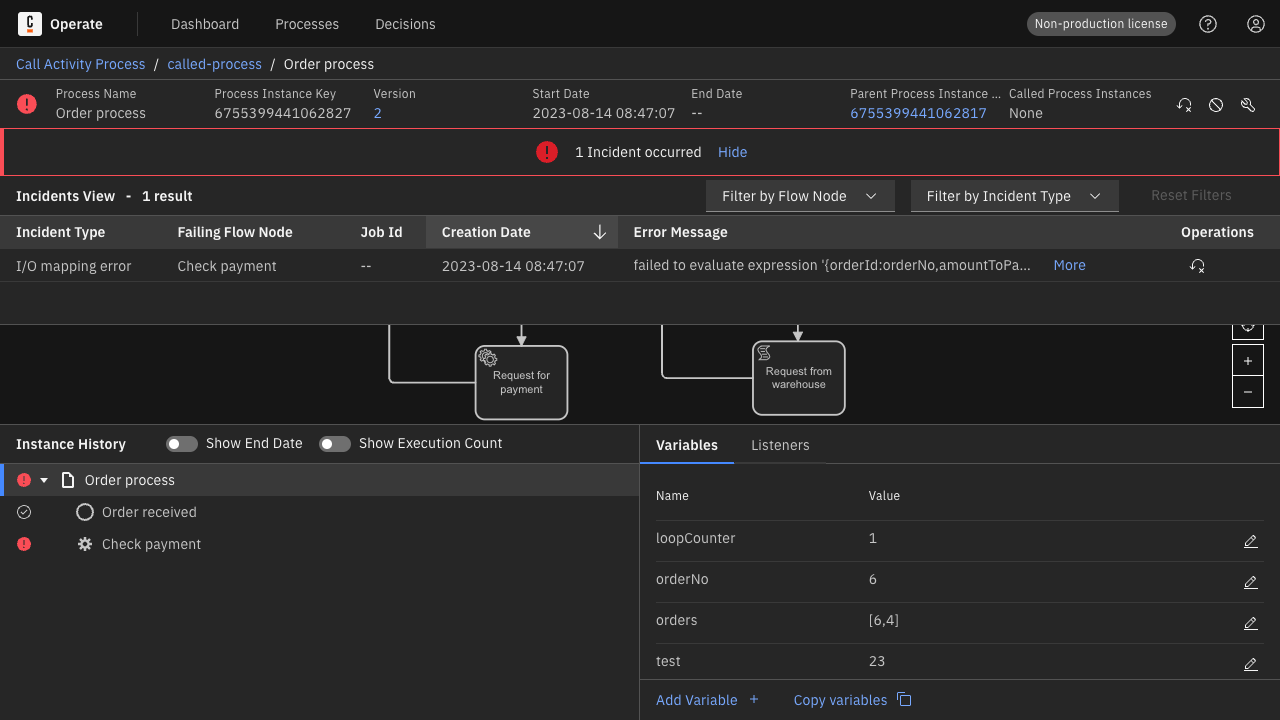 C Operate Dashboard Processes Decisions Non-production license
Call Activity Process / called-process / Order process
Process Name Process Instance Key Version Start Date End Date Parent Process Instance ... Called Process Instances
Order process 6755399441062827 2 2023-08-14 08:47:07 -- 6755399441062817 None
1 Incident occurred Hide
Incidents View - 1 result Filter by Flow Node Filter by Incident Type Reset Filters
Incident Type Failing Flow Node Job Id Creation Date Error Message Operations
I/O mapping error Check payment -- 2023-08-14 08:47:07 failed to evaluate expression '{orderId:orderNo,amountToPa... More
Request for
payment
Request from
warehouse
Instance History Show End Date Show Execution Count
Order process
Order received
Check payment
Variables Listeners
Name Value
loopCounter 1
orderNo 6
orders [6,4]
test 23
Add Variable + Copy variables